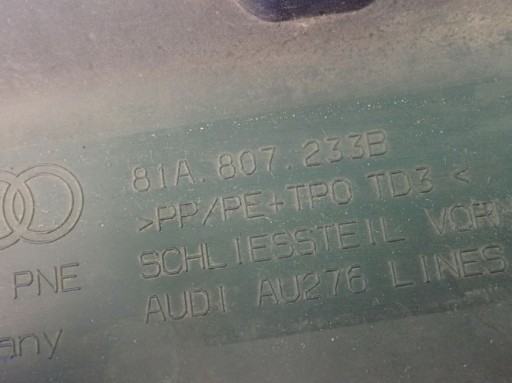 81A.807.233B
>PP/PE+TPO TD3<
SCHLIESSTEIL
PNE
AUDI AU276 LINES